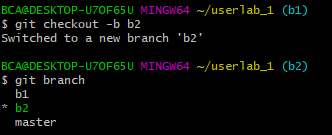 BCA@DESKTOP-U7OF65U MINGW64 ~/userlab_1 (b1)
$ git checkout -b b2
Switched to a new branch 'b2'
BCA@DESKTOP-U7OF65U MINGW64 ~/userlab_1 (b2)
$ git branch
b1
* b2
master